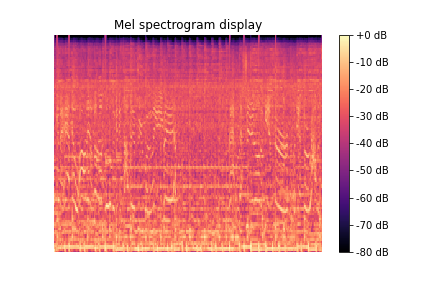 Mel spectrogram display
+0 dB
-10 dB
-20 dB
-30 dB
-40 dB
-50 dB
-60 dB
-70 dB
-80 dB